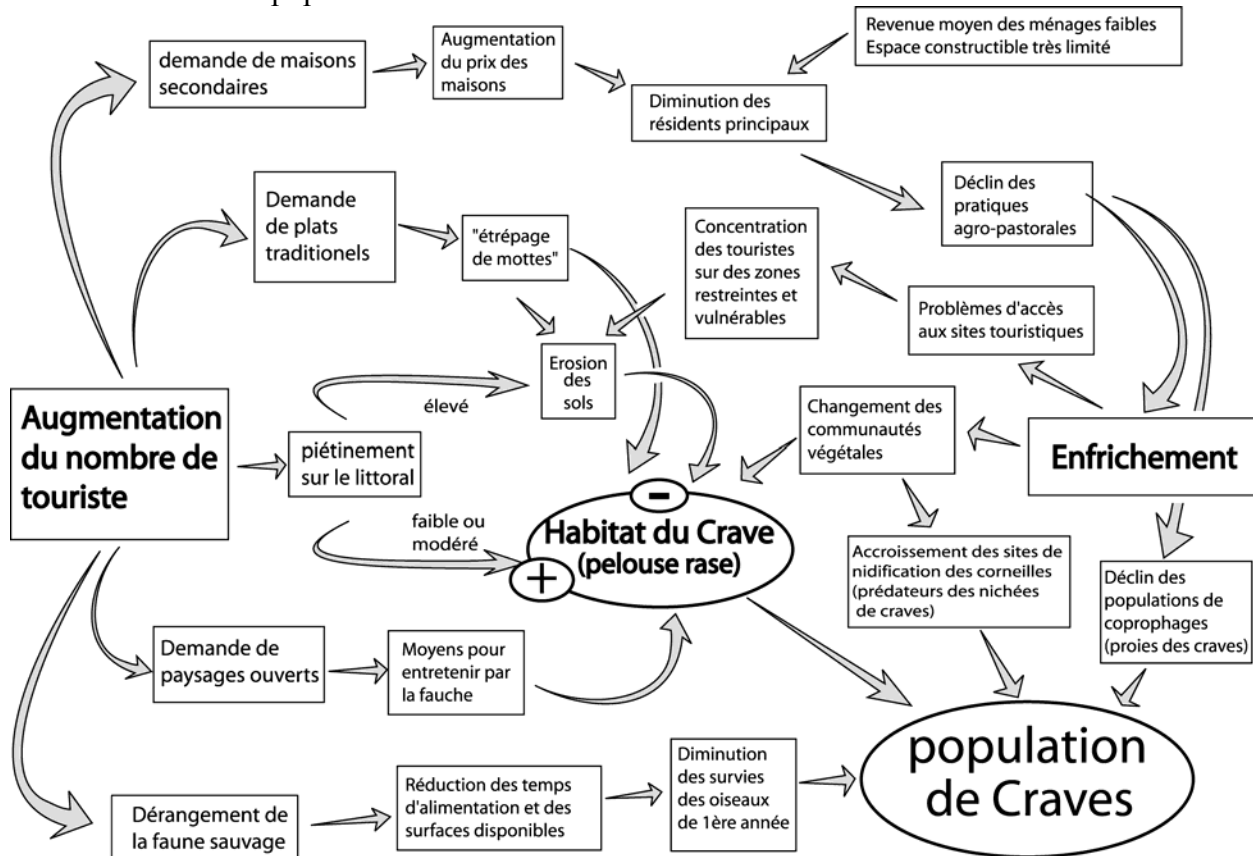 Revenue moyen des ménages faibles
Espace constructible très limité
demande de maisons
secondaires
Augmentation
du prix des
maisons
Diminution des
résidents principaux
Déclin des
pratiques
agro-pastorales
Demande
de plats
traditionels
"étrépage
de mottes"
Concentration
des touristes
sur des zones
restreintes et
vulnérables
Problèmes d'accès
aux sites touristiques
Erosion
des
sols
élevé
Augmentation
du nombre de
touriste
piétinement
sur le littoral
Changement des
communautés
végétales
Enfrichement
faible ou
modéré
-
+
Habitat du Crave
(pelouse rase)
Accroissement des sites de
nidification des corneilles
(prédateurs des nichées
de craves)
Déclin des
populations de
coprophages
(proies des craves)
Demande de
paysages ouverts
Moyens pour
entretenir par
la fauche
Dérangement de
la faune sauvage
Réduction des temps
d'alimentation et des
surfaces disponibles
Diminution
des survies
des oiseaux
de 1ère année
population
de Craves